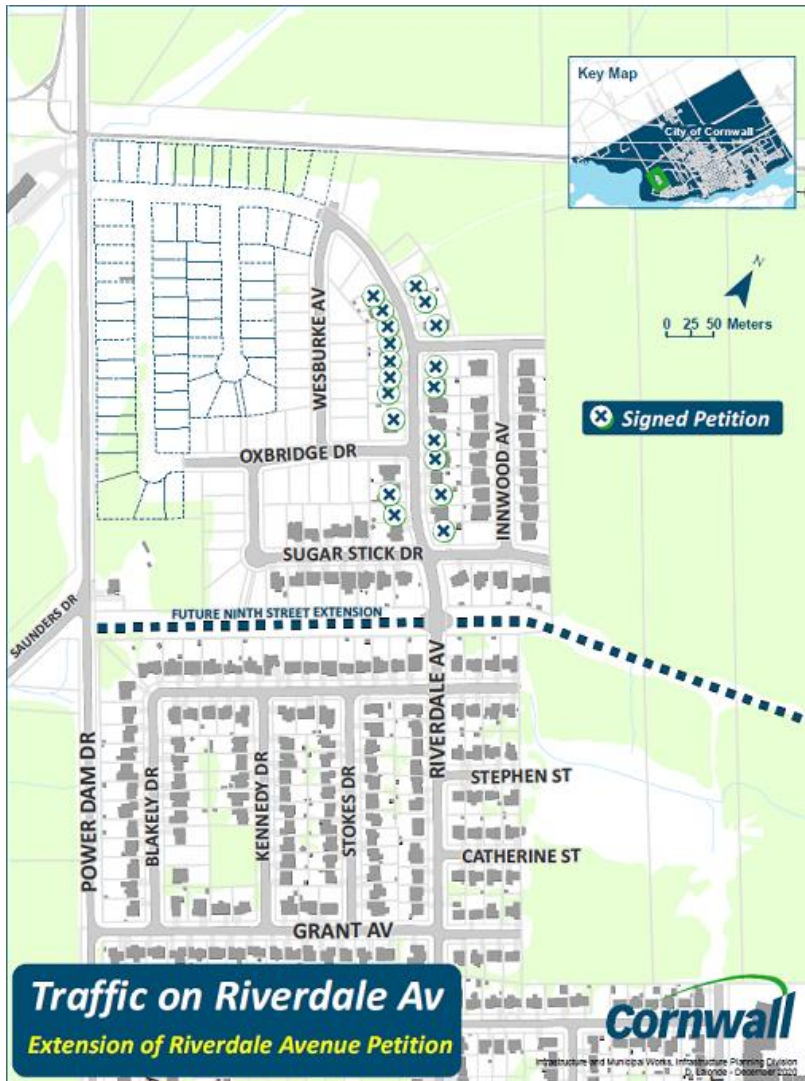 Key Map
City of Cornwall
N
0 25 50 Meters
Signed Petition
WESBURKE AV
OXBRIDGE DR
INNWOOD AV
SUGAR STICK DR
FUTURE NINTH STREET EXTENSION
SAUNDERS DR
POWER DAM DR
BLAKELY DR
KENNEDY DR
STOKES DR
RIVERDALE AV
STEPHEN ST
CATHERINE ST
GRANT AV
Traffic on Riverdale Av
Extension of Riverdale Avenue Petition
Cornwall
Infrastructure and Municipal Works, Infrastructure Planning Division
D. Lalonde - December 2020